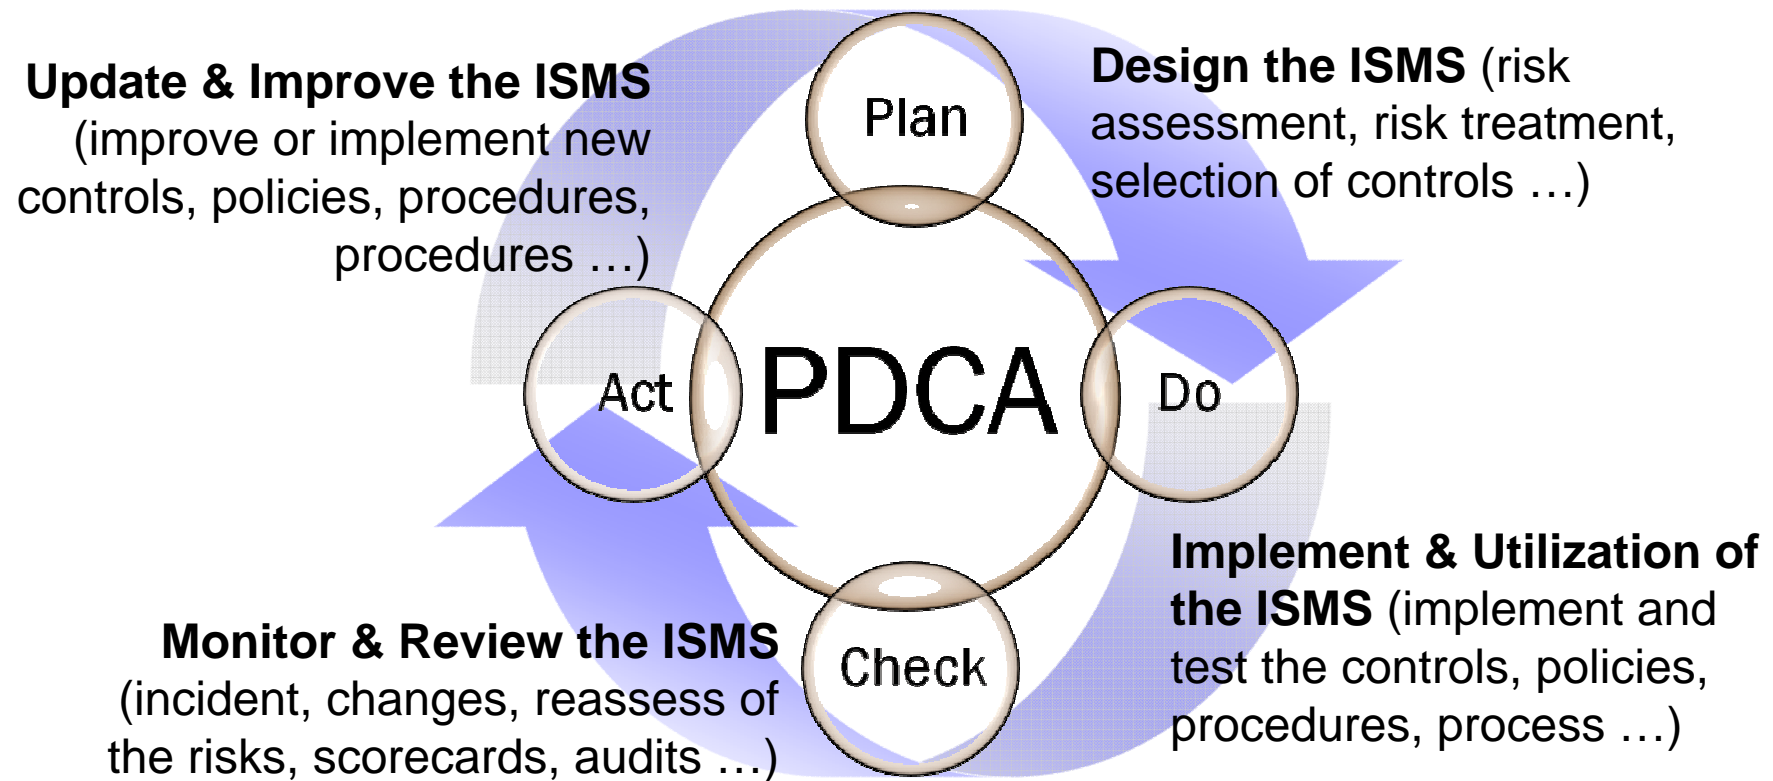 Update & Improve the ISMS
(improve or implement new
controls, policies, procedures,
procedures …)
Plan
Design the ISMS (risk
assessment, risk treatment,
selection of controls …)
Act
PDCA
Do
Monitor & Review the ISMS
(incident, changes, reassess of
the risks, scorecards, audits …)
Check
Implement & Utilization of
the ISMS (implement and
test the controls, policies,
procedures, process …)